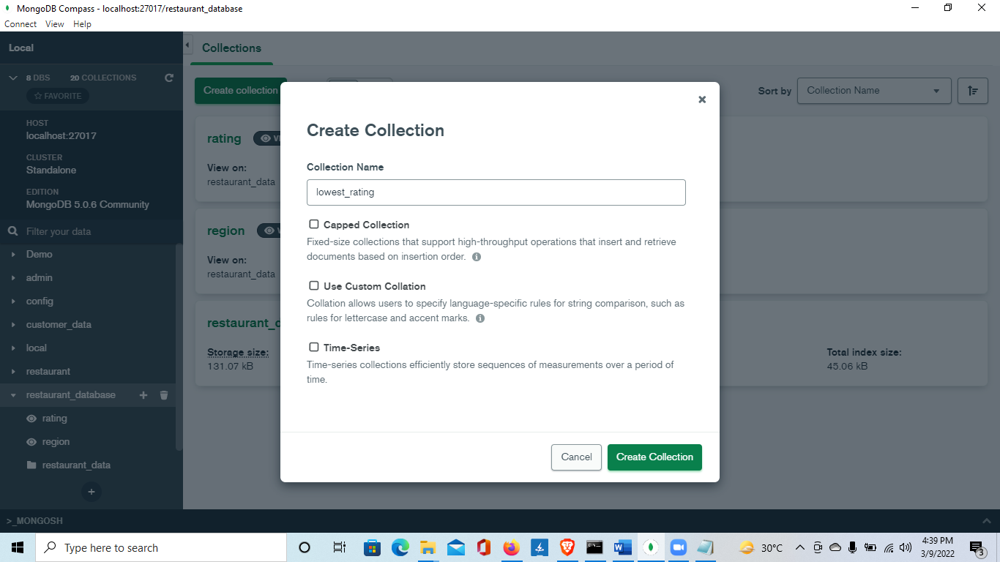 MongoDB Compass - localhost:27017/restaurant_database
Connect View Help
Local
8 DBS 20 COLLECTIONS
FAVORITE
HOST
localhost:27017
CLUSTER
Standalone
EDITION
MongoDB 5.0.6 Community
Filter your data
Demo
admin
config
customer_data
local
restaurant
restaurant_database
rating
region
restaurant_data
>_MONGOSH
Collections
Create collection
Sort by Collection Name
rating
View on:
restaurant_data
region
View on:
restaurant_data
Storage size:
131.07 kB
Total index size:
45.06 kB
Create Collection
Collection Name
lowest_rating
Capped Collection
Fixed-size collections that support high-throughput operations that insert and retrieve
documents based on insertion order.
Use Custom Collation
Collation allows users to specify language-specific rules for string comparison, such as
rules for lettercase and accent marks.
Time-Series
Time-series collections efficiently store sequences of measurements over a period of
time.
Cancel Create Collection
Type here to search
30°C
4:39 PM
3/9/2022
3